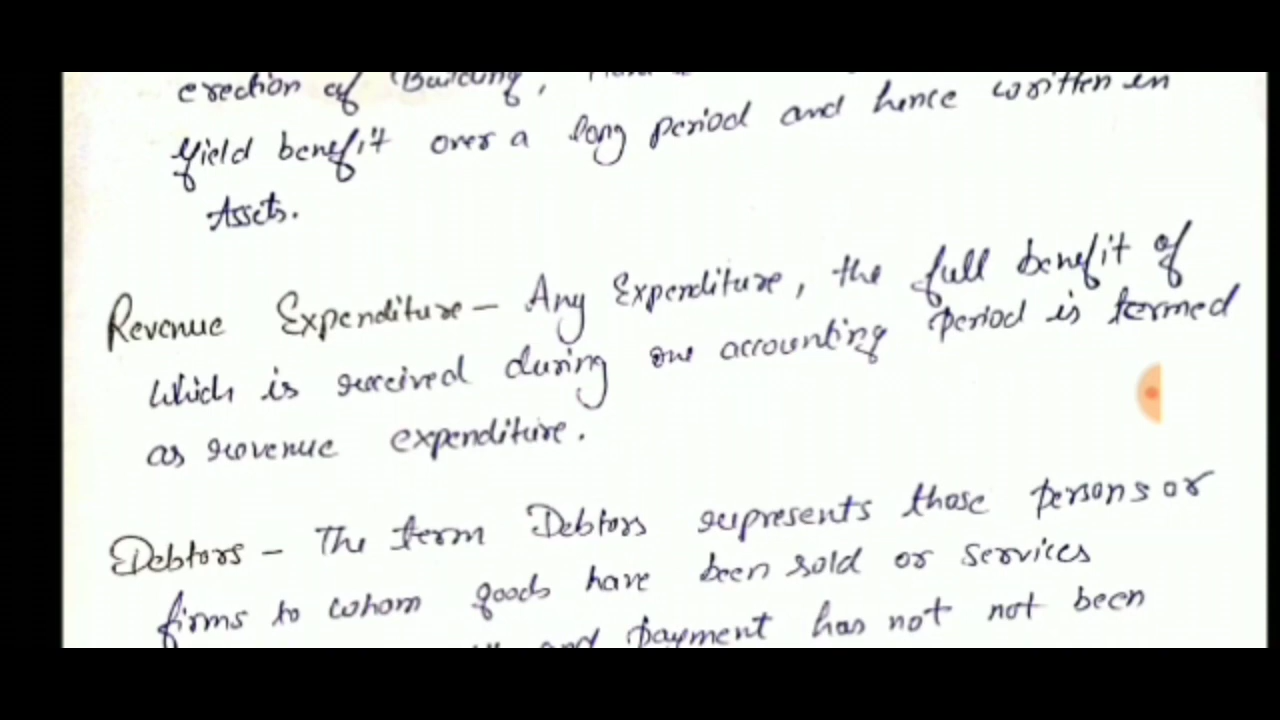 erection of Building,
yield benefit over a long period and hence written in
Assets.
Revenue Expenditure – Any Expenditure, the full benefit of
which is received during one accounting period is termed
as revenue expenditure.
Debtors – The term Debtors represents those persons or
firms to whom goods have been sold or services
and payment has not not been